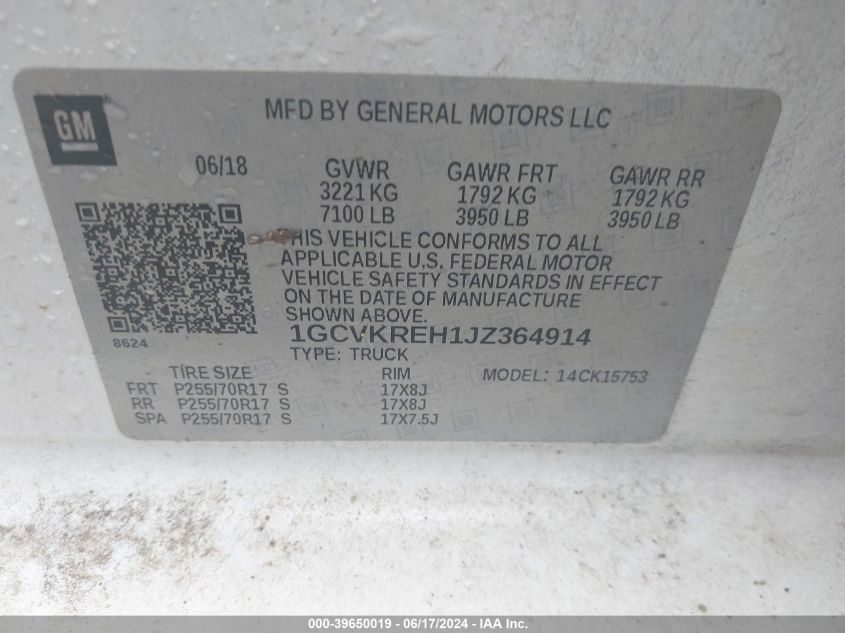 GM
MFD BY GENERAL MOTORS LLC
06/18 GVWR GAWR FRT GAWR RR
3221 KG 1792 KG 1792 KG
7100 LB 3950 LB 3950 LB
THIS VEHICLE CONFORMS TO ALL
APPLICABLE U.S. FEDERAL MOTOR
VEHICLE SAFETY STANDARDS IN EFFECT
ON THE DATE OF MANUFACTURE
SHOWN ABOVE.
8624 1GCVKREH1JZ364914
TYPE: TRUCK
TIRE SIZE RIM MODEL: 14CK15753
FRT P255/70R17 S 17X8J
RR P255/70R17 S 17X8J
SPA P255/70R17 S 17X7.5J
000-39650019 - 06/17/2024 - IAA Inc.